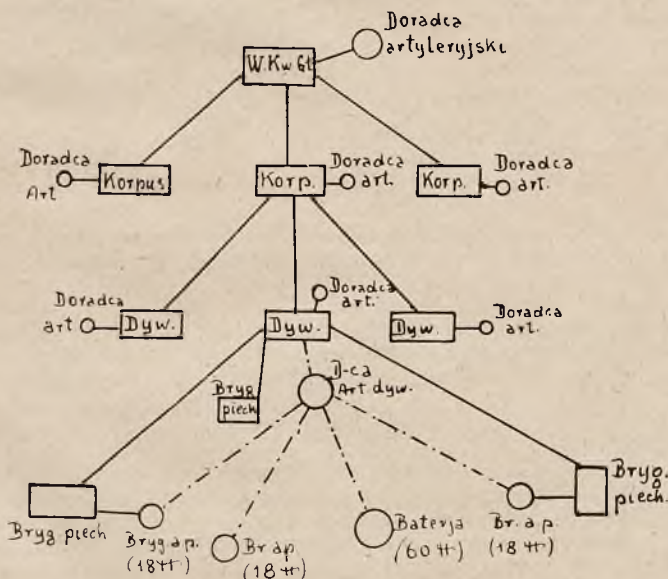 Doradca
artyleryjski
W. Kw Gł
Doradca
Art
Korpus
Korp.
Doradca
art.
Korp.
Doradca
art.
Doradca
art
Dyw.
Doradca
art.
Dyw.
Dyw.
Doradca
art.
Bryg
piech
D-ca
Art dyw.
Bryg piech
Bryg a p.
(18 H)
Br. ap.
(18 H)
Baterja
(60 H)
Br. a p.
(18 H)
Bryg.
piech.